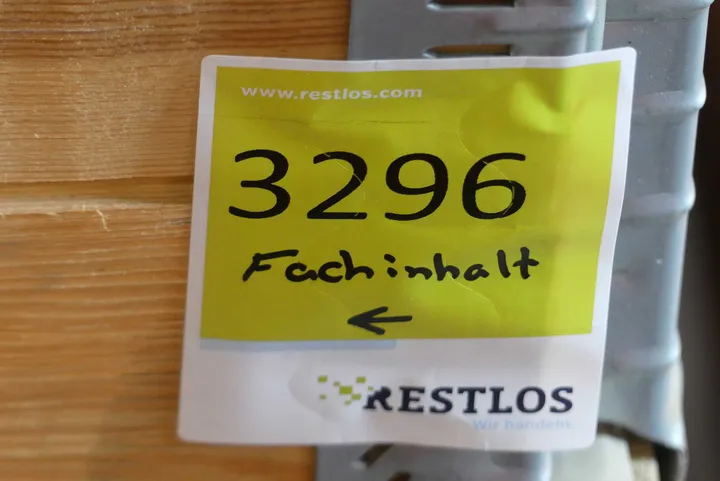 www.restlos.com
3296
Fachinhalt
←
RESTLOS
Wir handeln.